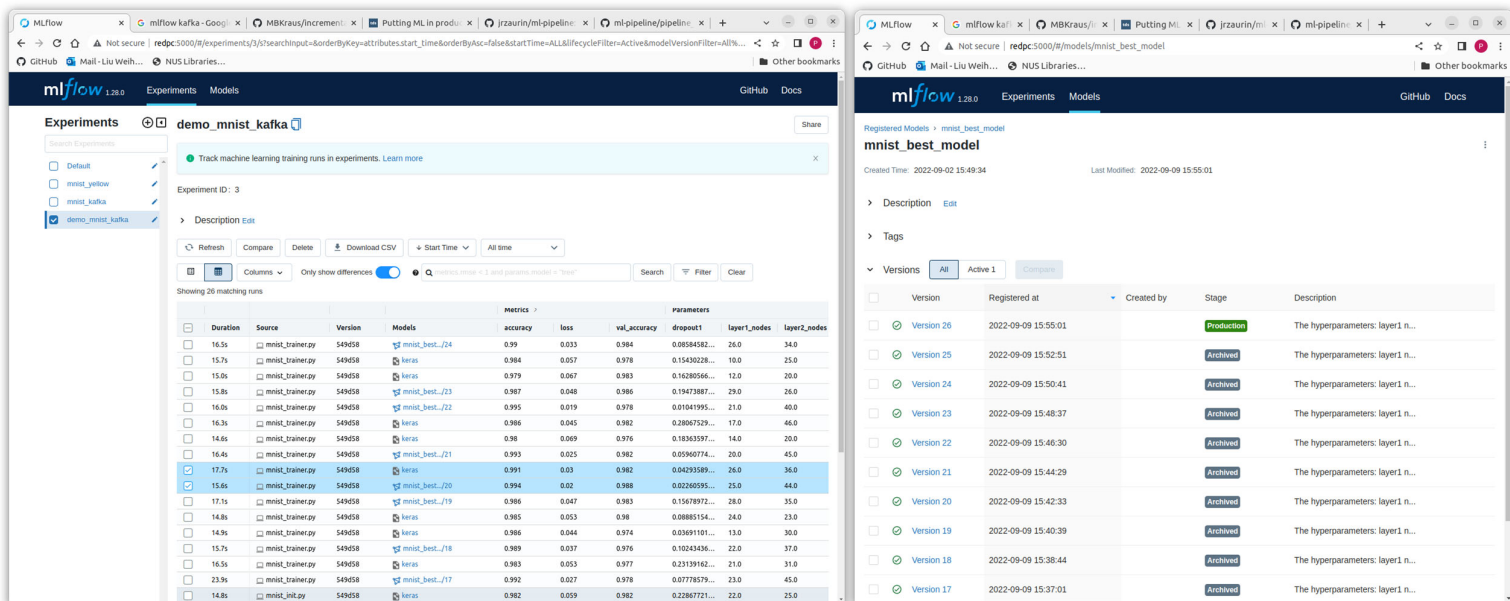 MLflow
mlflow kafka - Googl
MBKraus/increment
Putting ML in produc
jrzaurin/ml-pipeline
ml-pipeline/pipeline
Not secure | redpc:5000/#/experiments/3/s?searchInput=&orderByKey=attributes.start_time&orderByAsc=false&startTime=ALL&lifecycleFilter=Active&modelVersionFilter=All%...
P
GitHub Mail - Liu Weih... NUS Libraries... Other bookmarks
mlflow 1.28.0 Experiments Models GitHub Docs
Experiments
Search Experiments
Default
mnist_yellow
mnist_kafka
demo_mnist_kafka
demo_mnist_kafka Share
Track machine learning training runs in experiments. Learn more
Experiment ID : 3
Description Edit
Refresh Compare Delete Download CSV Start Time All time
Columns Only show differences metrics.rmse < 1 and params.model = "tree" Search Filter Clear
Showing 26 matching runs
Metrics Parameters
Duration Source Version Models accuracy loss val_accuracy dropout1 layer1_nodes layer2_nodes
16.5s mnist_trainer.py 549d58 mnist_best.../24 0.99 0.033 0.984 0.08584582... 26.0 34.0
15.7s mnist_trainer.py 549d58 keras 0.984 0.057 0.978 0.15430228... 10.0 25.0
15.0s mnist_trainer.py 549d58 keras 0.979 0.067 0.983 0.16280566... 12.0 20.0
15.8s mnist_trainer.py 549d58 mnist_best.../23 0.987 0.048 0.986 0.19473887... 29.0 26.0
16.0s mnist_trainer.py 549d58 mnist_best.../22 0.995 0.019 0.978 0.01041995... 21.0 40.0
16.3s mnist_trainer.py 549d58 keras 0.986 0.045 0.982 0.28067529... 17.0 46.0
14.6s mnist_trainer.py 549d58 keras 0.98 0.069 0.976 0.18363597... 14.0 20.0
16.4s mnist_trainer.py 549d58 mnist_best.../21 0.993 0.025 0.982 0.05960774... 20.0 45.0
17.7s mnist_trainer.py 549d58 keras 0.991 0.03 0.982 0.04293589... 26.0 36.0
15.6s mnist_trainer.py 549d58 mnist_best.../20 0.994 0.02 0.988 0.02260595... 25.0 44.0
17.1s mnist_trainer.py 549d58 mnist_best.../19 0.986 0.047 0.983 0.15678972... 28.0 35.0
14.8s mnist_trainer.py 549d58 keras 0.985 0.053 0.98 0.08885154... 24.0 23.0
14.9s mnist_trainer.py 549d58 keras 0.986 0.044 0.974 0.03691101... 13.0 30.0
15.7s mnist_trainer.py 549d58 mnist_best.../18 0.989 0.037 0.976 0.10243436... 22.0 37.0
16.5s mnist_trainer.py 549d58 keras 0.983 0.053 0.977 0.23139162... 21.0 31.0
23.9s mnist_trainer.py 549d58 mnist_best.../17 0.992 0.027 0.978 0.07778579... 23.0 45.0
14.8s mnist_init.py 549d58 keras 0.982 0.059 0.982 0.22867721... 22.0 25.0
MLflow
mlflow kaf
MBKraus/i
Putting ML
jrzaurin/m
ml-pipeline
Not secure | redpc:5000/#/models/mnist_best_model
P
GitHub Mail - Liu Weih... NUS Libraries... Other bookmarks
mlflow 1.28.0 Experiments Models GitHub Docs
Registered Models > mnist_best_model
mnist_best_model
Created Time: 2022-09-02 15:49:34 Last Modified: 2022-09-09 15:55:01
Description Edit
Tags
Versions All Active 1 Compare
Version Registered at Created by Stage Description
Version 26 2022-09-09 15:55:01 Production The hyperparameters: layer1 n...
Version 25 2022-09-09 15:52:51 Archived The hyperparameters: layer1 n...
Version 24 2022-09-09 15:50:41 Archived The hyperparameters: layer1 n...
Version 23 2022-09-09 15:48:37 Archived The hyperparameters: layer1 n...
Version 22 2022-09-09 15:46:30 Archived The hyperparameters: layer1 n...
Version 21 2022-09-09 15:44:29 Archived The hyperparameters: layer1 n...
Version 20 2022-09-09 15:42:33 Archived The hyperparameters: layer1 n...
Version 19 2022-09-09 15:40:39 Archived The hyperparameters: layer1 n...
Version 18 2022-09-09 15:38:44 Archived The hyperparameters: layer1 n...
Version 17 2022-09-09 15:37:01 Archived The hyperparameters: layer1 n...